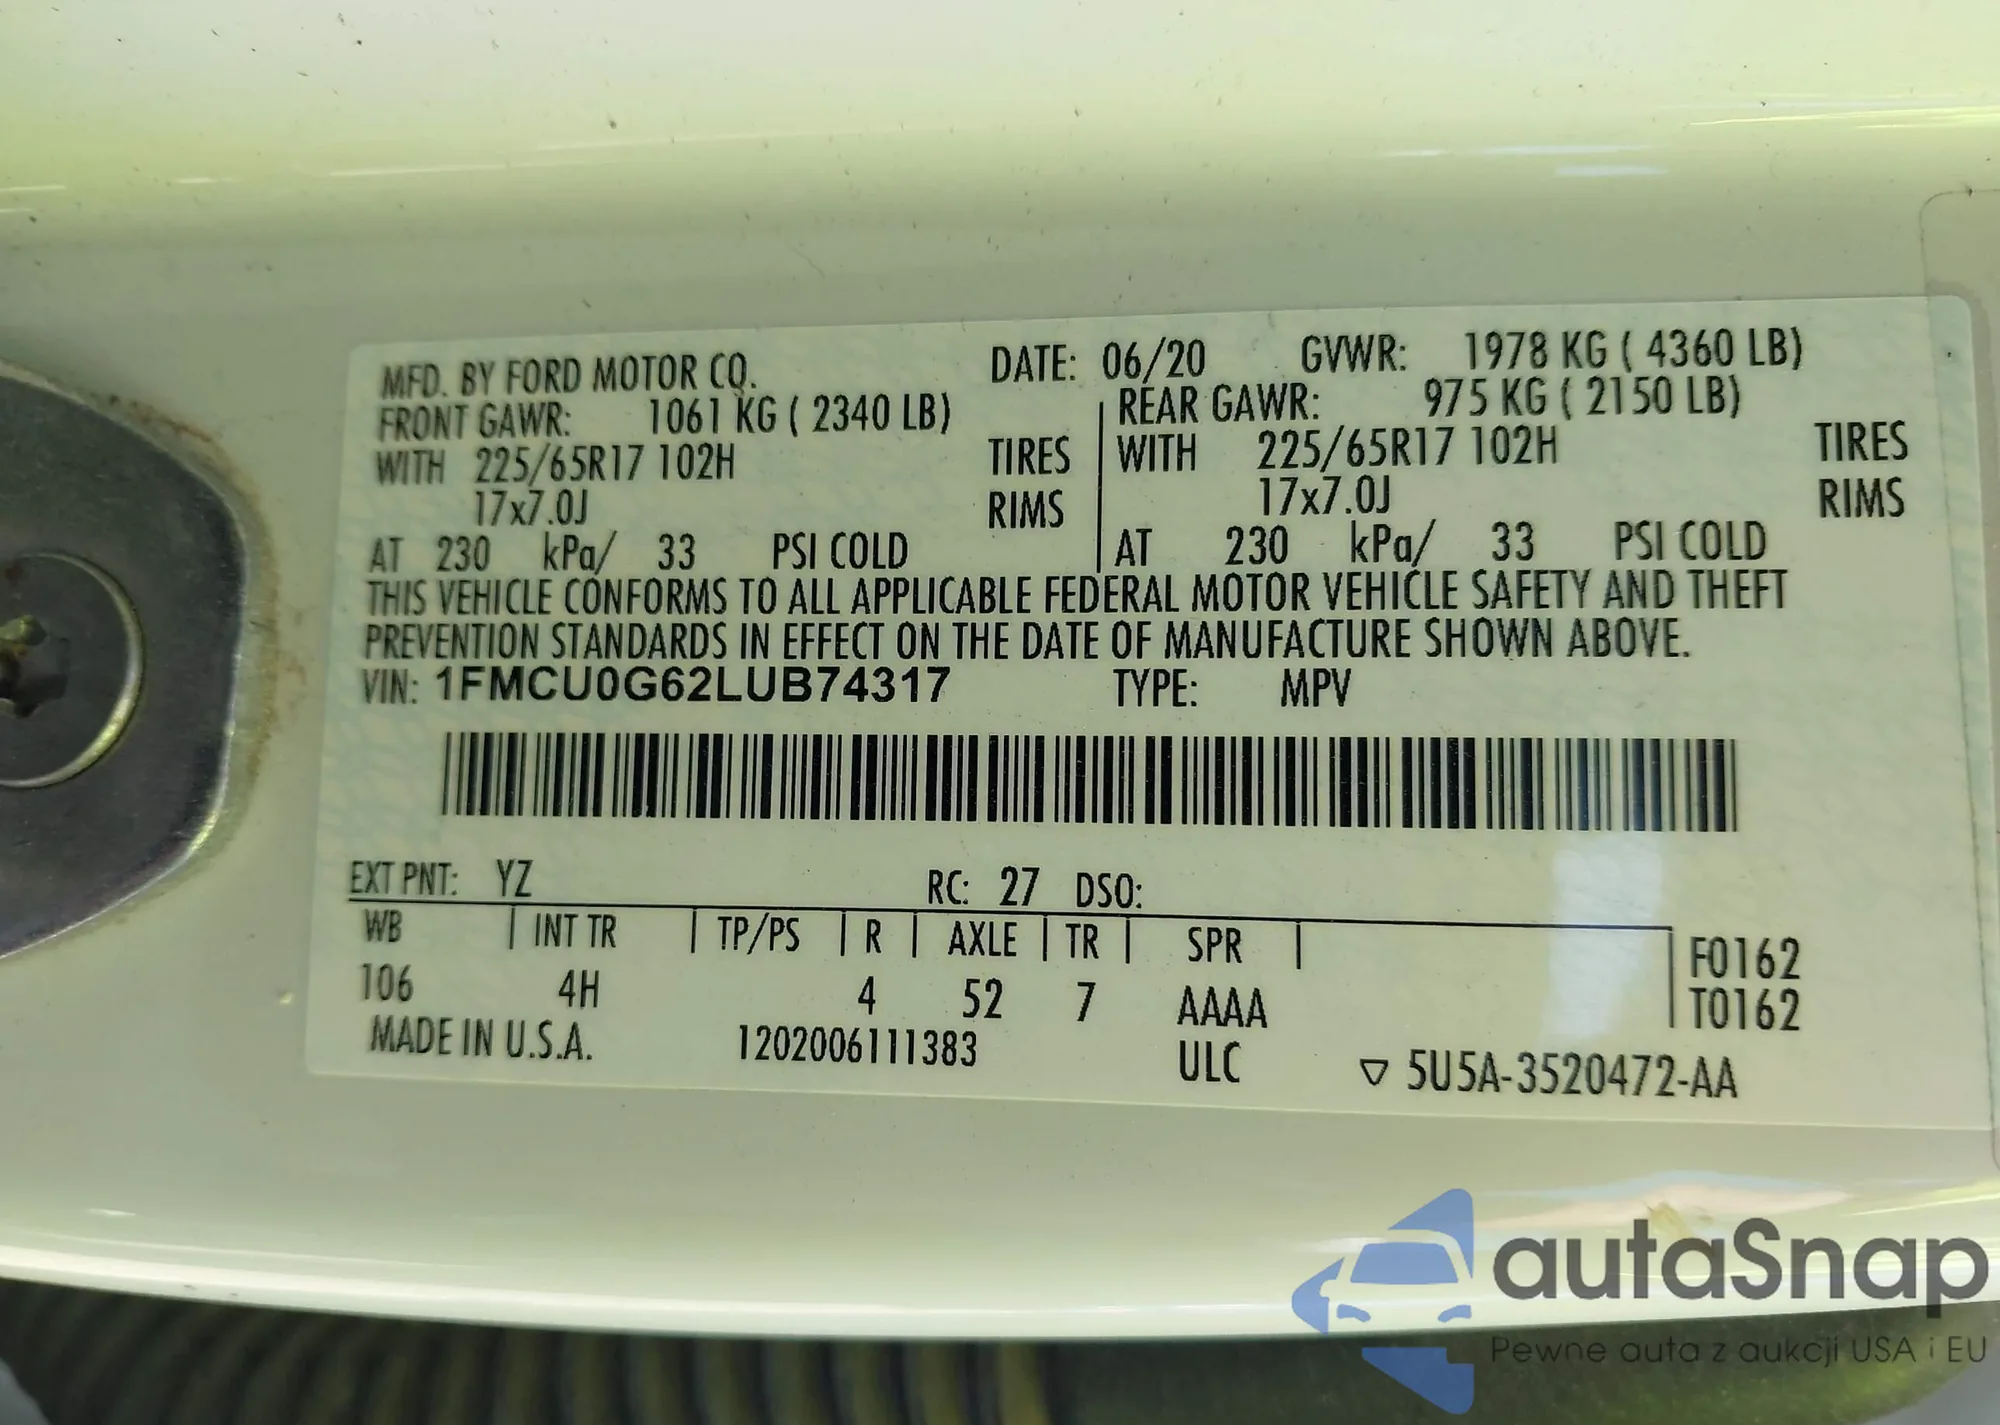 MFD. BY FORD MOTOR CO. DATE: 06/20 GVWR: 1978 KG ( 4360 LB)
FRONT GAWR: 1061 KG ( 2340 LB) REAR GAWR: 975 KG ( 2150 LB)
WITH 225/65R17 102H TIRES WITH 225/65R17 102H TIRES
17x7.0J RIMS 17x7.0J RIMS
AT 230 kPa/ 33 PSI COLD AT 230 kPa/ 33 PSI COLD
THIS VEHICLE CONFORMS TO ALL APPLICABLE FEDERAL MOTOR VEHICLE SAFETY AND THEFT
PREVENTION STANDARDS IN EFFECT ON THE DATE OF MANUFACTURE SHOWN ABOVE.
VIN: 1FMCU0G62LUB74317 TYPE: MPV
EXT PNT: YZ RC: 27 DSO:
WB INT TR TP/PS R AXLE TR SPR F0162
106 4H 4 52 7 AAAA T0162
MADE IN U.S.A. 1202006111383 ULC ▽ 5U5A-3520472-AA
autaSnap
Pewne auta z aukcji USA i EU